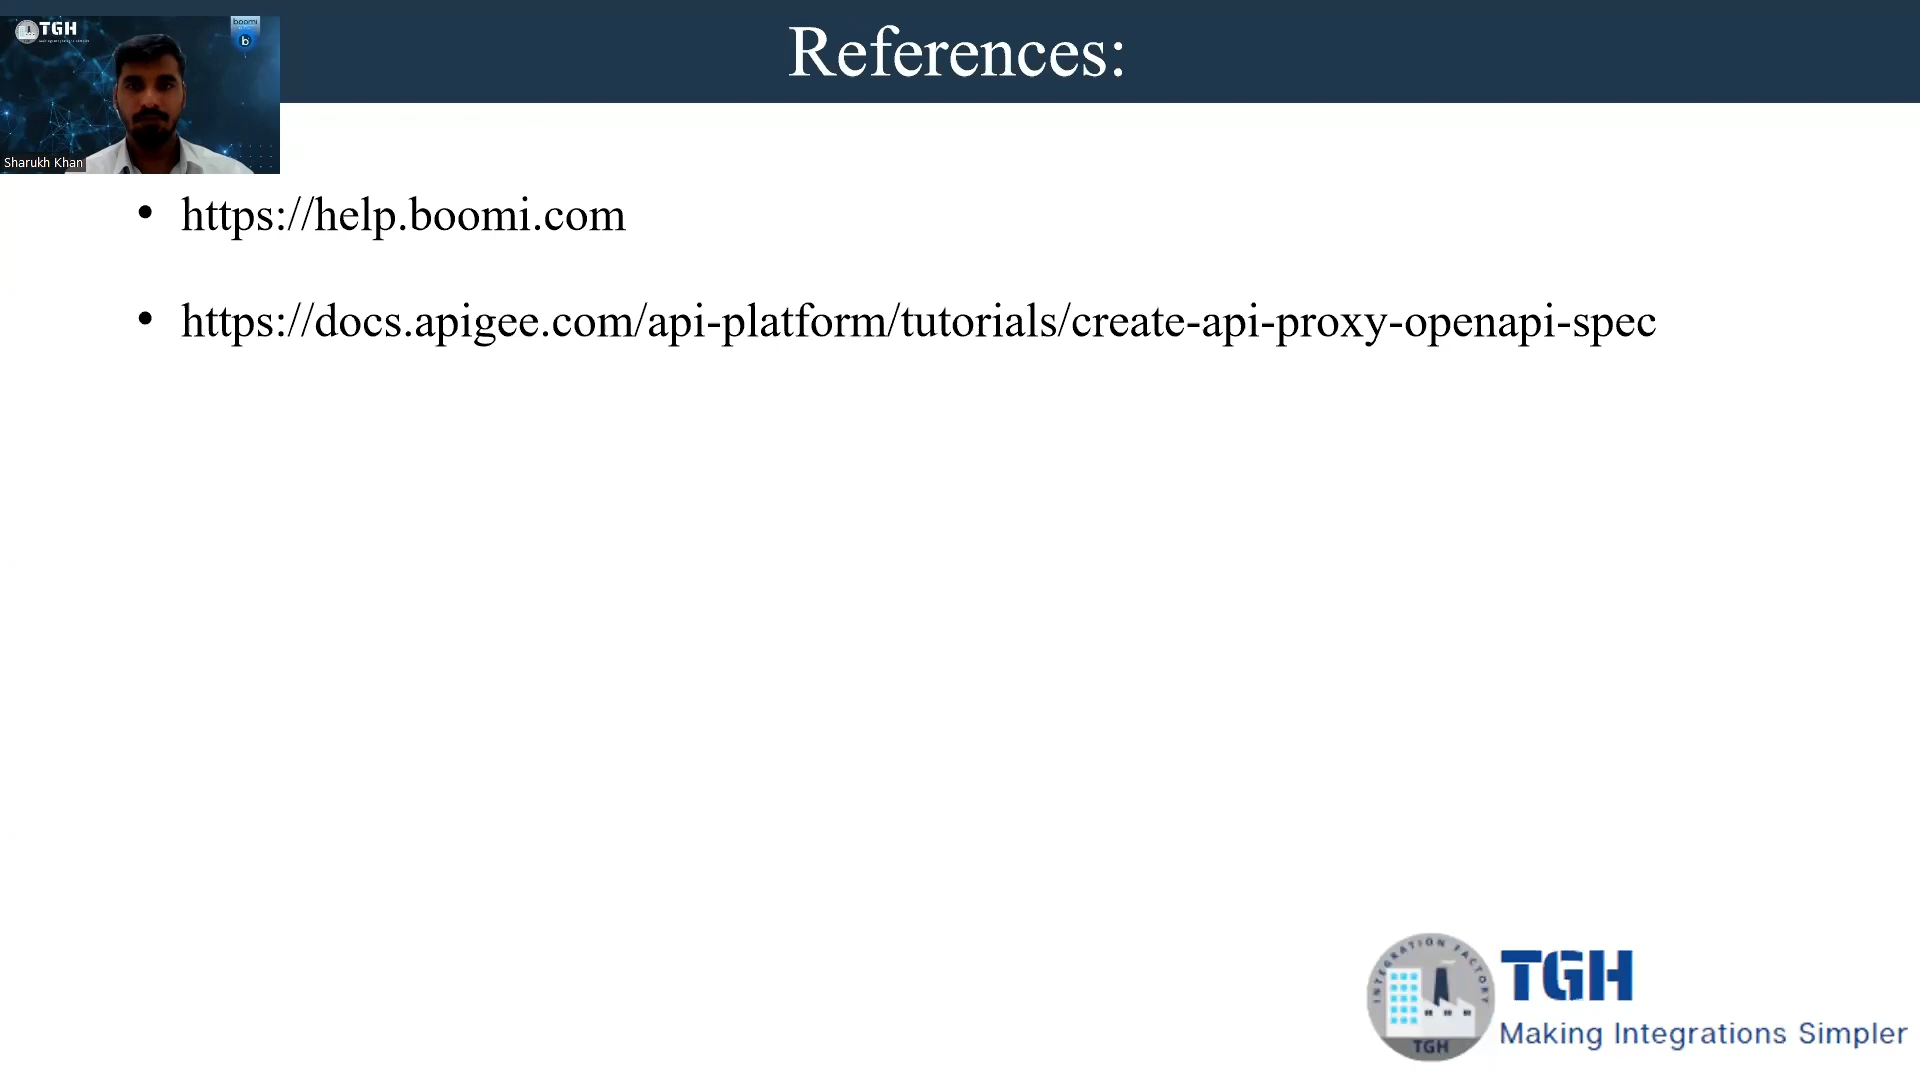 TGH
boomi
b
References:
Sharukh Khan
• https://help.boomi.com
• https://docs.apigee.com/api-platform/tutorials/create-api-proxy-openapi-spec
INTEGRATION FACTORY
TGH
TGH
Making Integrations Simpler